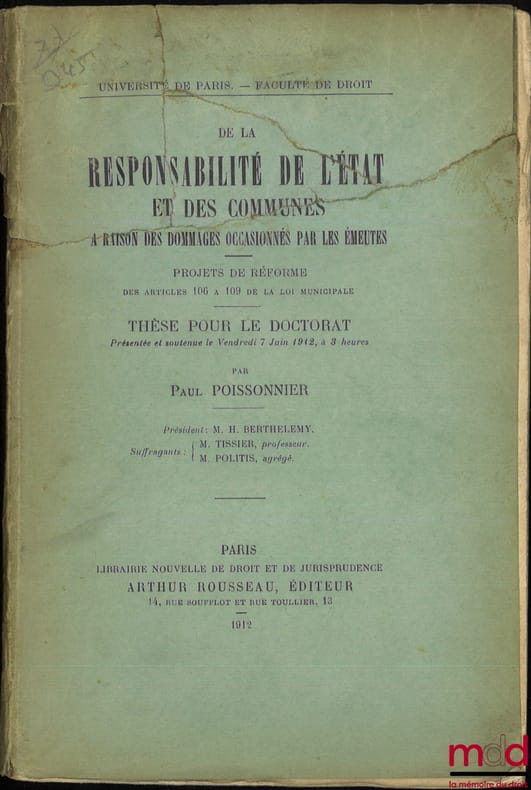 UNIVERSITÉ DE PARIS. — FACULTÉ DE DROIT
DE LA
RESPONSABILITÉ DE L'ÉTAT
ET DES COMMUNES
A RAISON DES DOMMAGES OCCASIONNÉS PAR LES ÉMEUTES
PROJETS DE RÉFORME
DES ARTICLES 106 A 109 DE LA LOI MUNICIPALE
THÈSE POUR LE DOCTORAT
Présentée et soutenue le Vendredi 7 Juin 1912, à 3 heures
PAR
PAUL POISSONNIER
Président: M. H. BERTHELEMY.
Suffragants: { M. TISSIER, professeur.
M. POLITIS, agrégé.
PARIS
LIBRAIRIE NOUVELLE DE DROIT ET DE JURISPRUDENCE
ARTHUR ROUSSEAU, ÉDITEUR
14, RUE SOUFFLOT ET RUE TOULLIER, 13
1912
mdd
la mémoire du droit